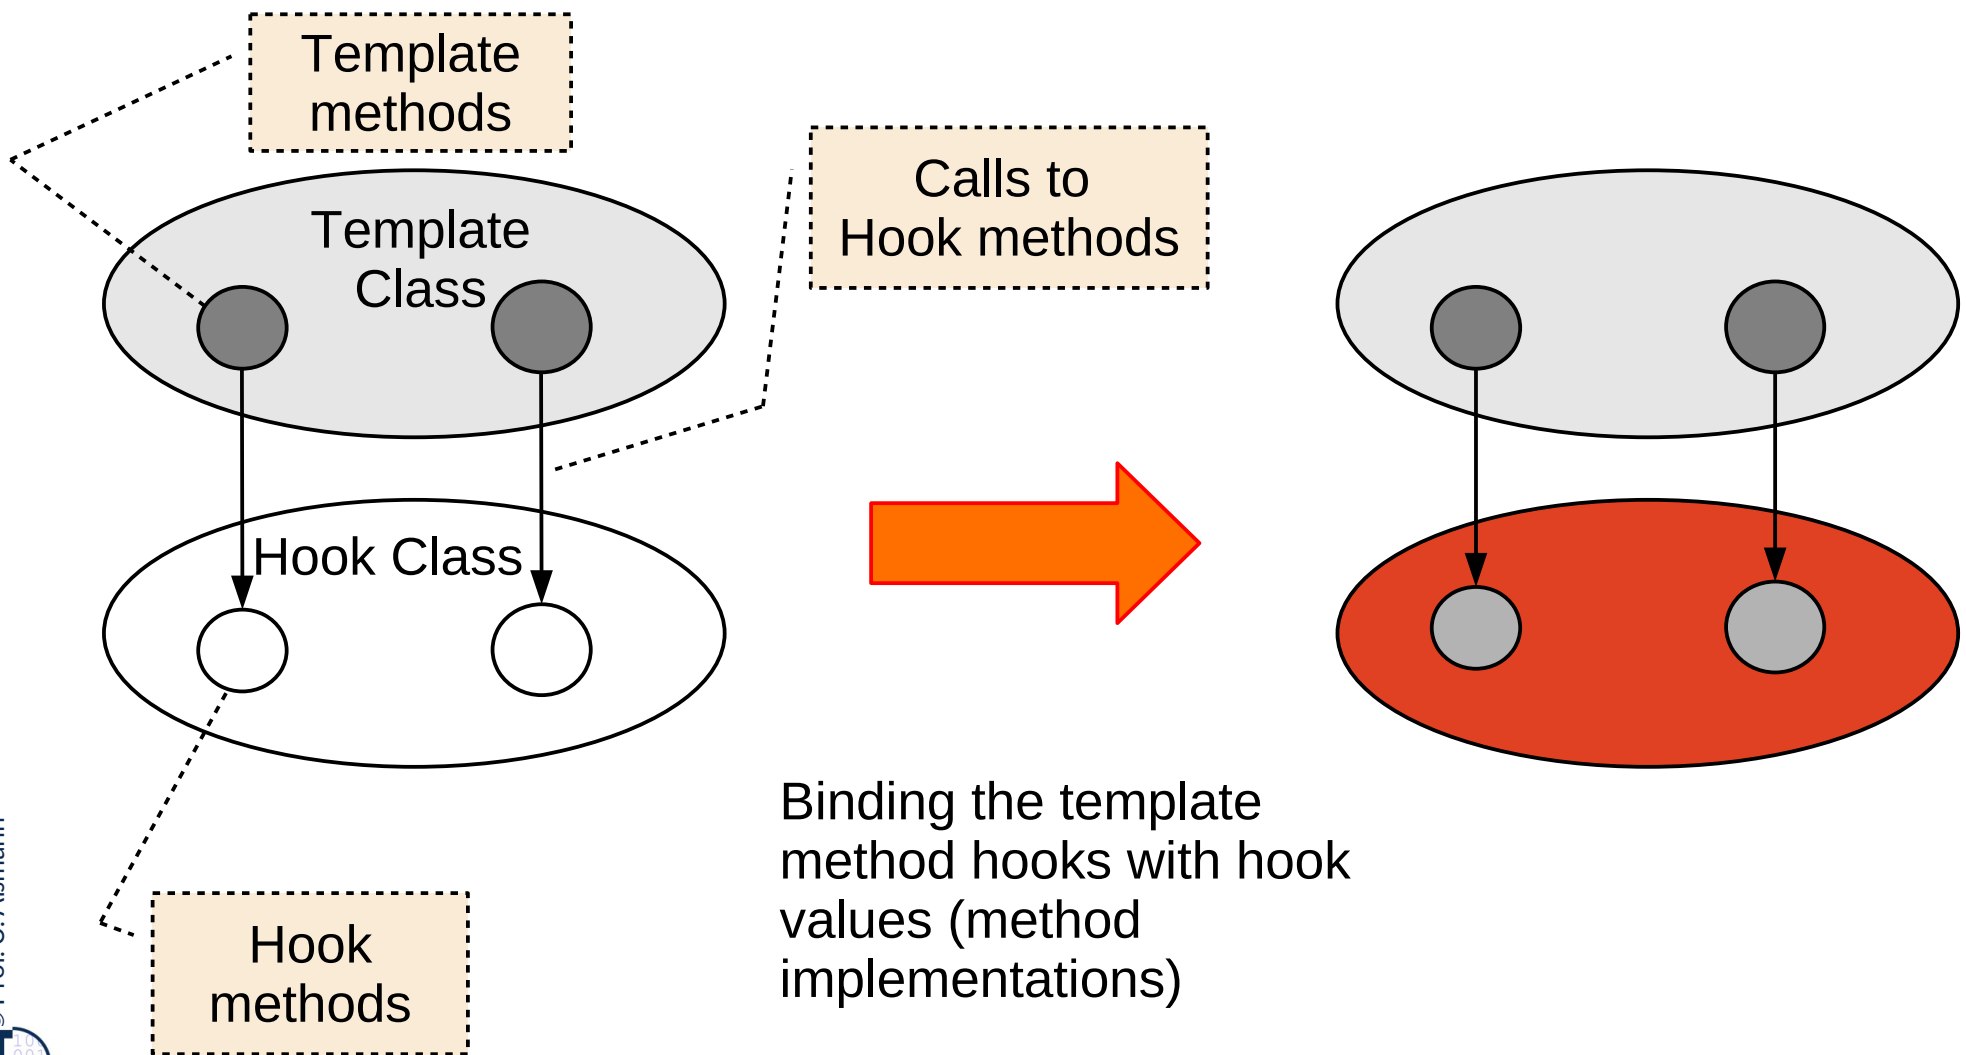 Template
methods
Calls to
Hook methods
Template
Class
Hook Class
Binding the template
method hooks with hook
values (method
implementations)
Hook
methods